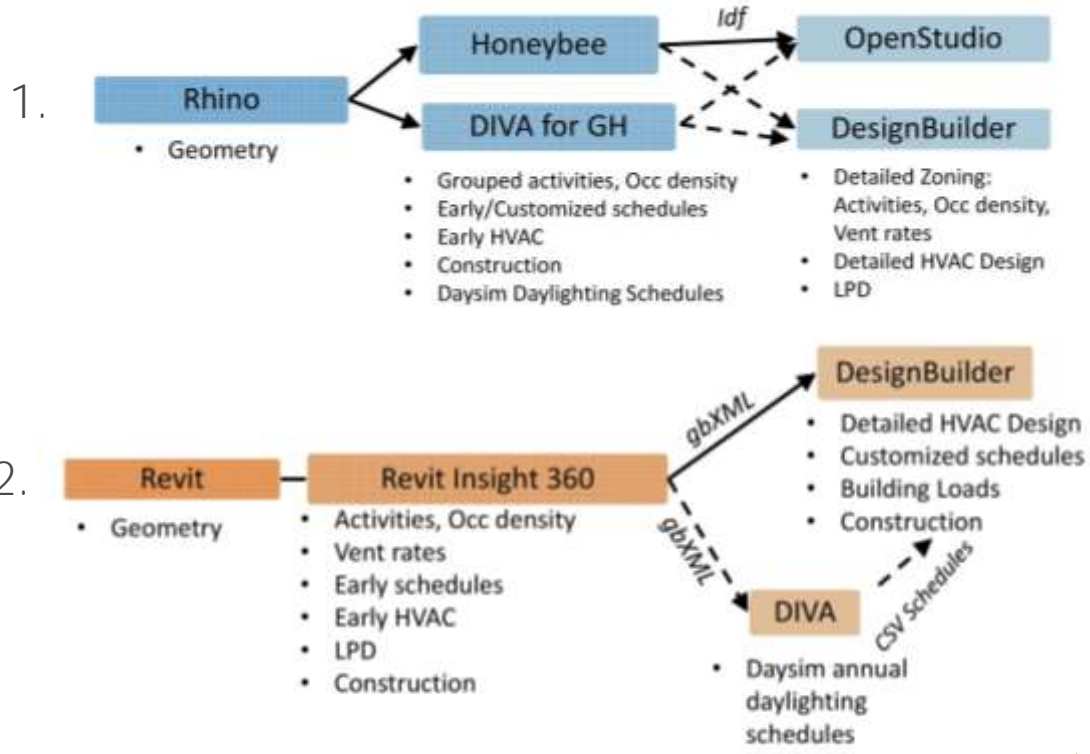 1.
Rhino
• Geometry
Honeybee
Idf
OpenStudio
DIVA for GH
DesignBuilder
• Grouped activities, Occ density
• Early/Customized schedules
• Early HVAC
• Construction
• Daysim Daylighting Schedules
• Detailed Zoning:
Activities, Occ density,
Vent rates
• Detailed HVAC Design
• LPD
2.
Revit
• Geometry
Revit Insight 360
• Activities, Occ density
• Vent rates
• Early schedules
• Early HVAC
• LPD
• Construction
gbXML
DesignBuilder
• Detailed HVAC Design
• Customized schedules
• Building Loads
• Construction
gbXML
DIVA
CSV Schedules
• Daysim annual
daylighting
schedules